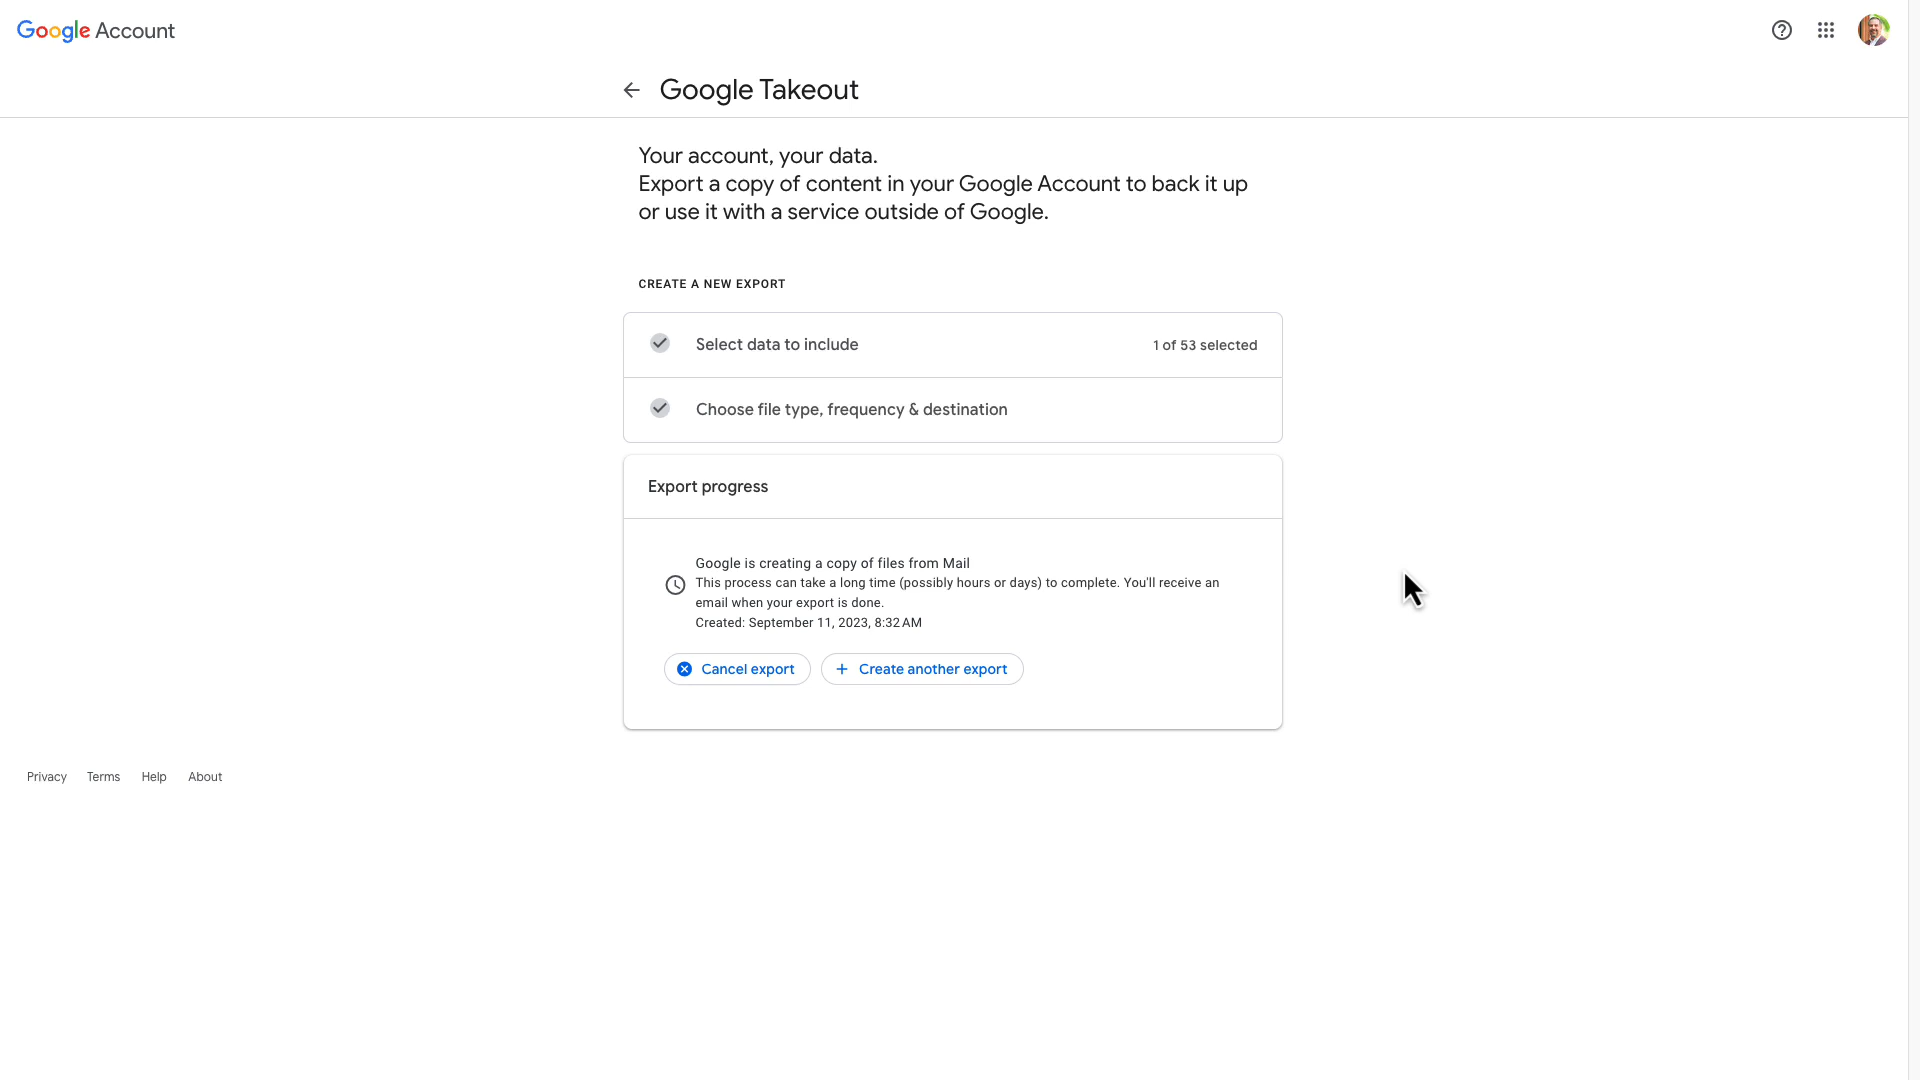 Google Account
Google Takeout
Your account, your data.
Export a copy of content in your Google Account to back it up
or use it with a service outside of Google.
CREATE A NEW EXPORT
Select data to include 1 of 53 selected
Choose file type, frequency & destination
Export progress
Google is creating a copy of files from Mail
This process can take a long time (possibly hours or days) to complete. You'll receive an
email when your export is done.
Created: September 11, 2023, 8:32 AM
Cancel export Create another export
Privacy Terms Help About